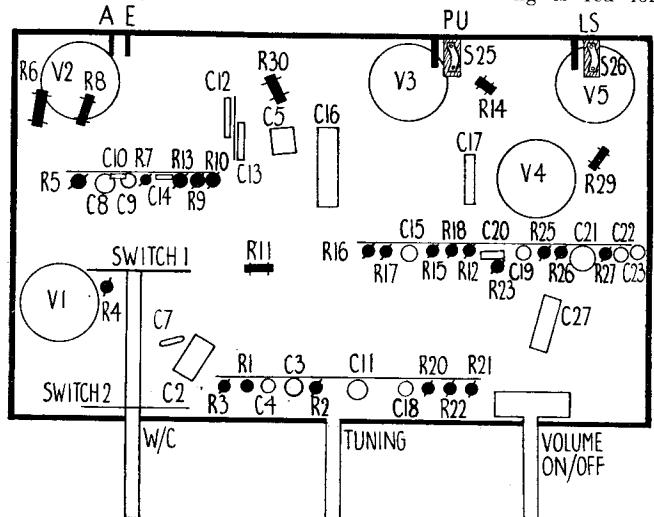 A E PU LS
R6 V2 R8 R30 V3 S25 S26 V5
C12 C5 C16 R14
C13 C17 V4 R29
C10 R7 R13 R10
R5 C8 C9 C14 R9
R16 R17 C15 R15 R18 R12 C20 R23 C19 R25 R26 C21 R27 C22 C23
SWITCH 1 R11
V1 R4
C7 C27
R1 C3 C11 R20 R21
SWITCH 2 C2 R3 C4 R2 C18 R22
W/C TUNING VOLUME
ON/OFF